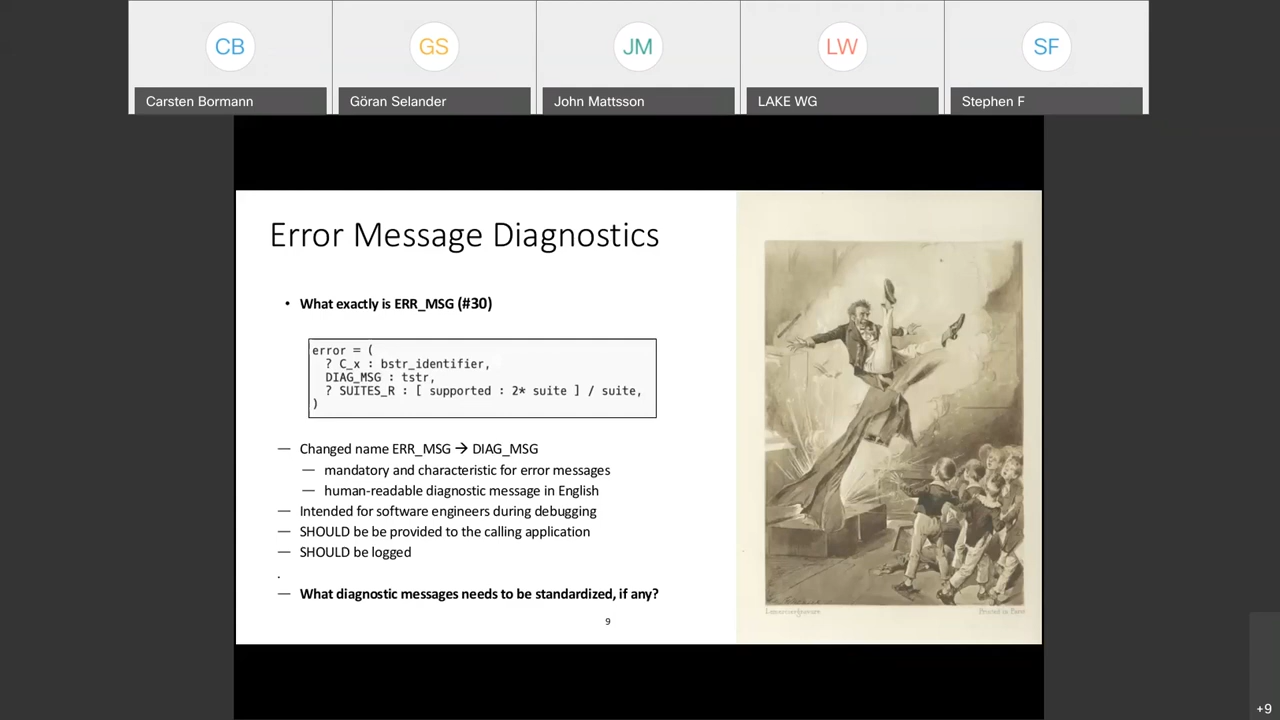 CB
GS
JM
LW
SF
Carsten Bormann
Göran Selander
John Mattsson
LAKE WG
Stephen F
Error Message Diagnostics
• What exactly is ERR_MSG (#30)
error = (
? C_x : bstr_identifier,
DIAG_MSG : tstr,
? SUITES_R : [ supported : 2* suite ] / suite,
)
— Changed name ERR_MSG → DIAG_MSG
— mandatory and characteristic for error messages
— human-readable diagnostic message in English
— Intended for software engineers during debugging
— SHOULD be be provided to the calling application
— SHOULD be logged
.
— What diagnostic messages needs to be standardized, if any?
9
Printed in Paris
+9